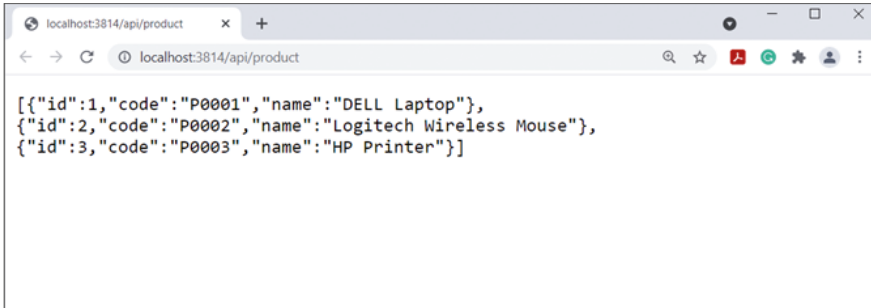 localhost:3814/api/product
localhost:3814/api/product
[{"id":1,"code":"P0001","name":"DELL Laptop"},
{"id":2,"code":"P0002","name":"Logitech Wireless Mouse"},
{"id":3,"code":"P0003","name":"HP Printer"}]